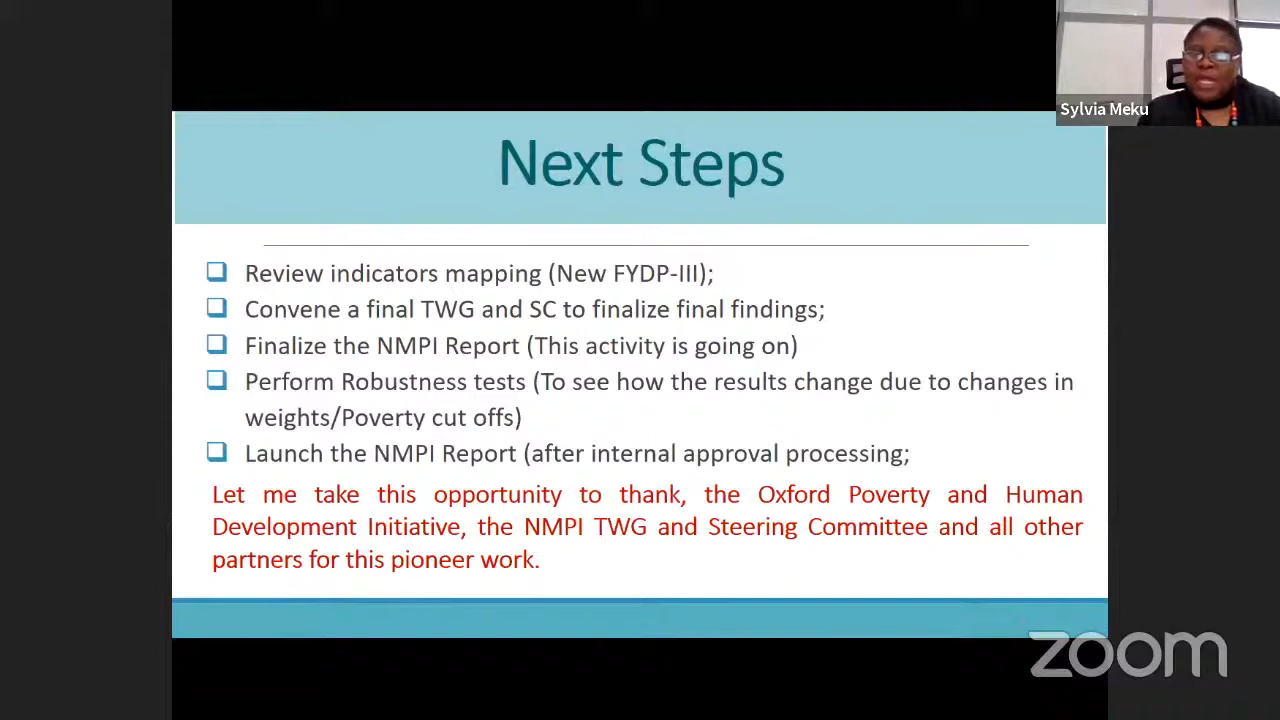 Sylvia Meku
Next Steps
Review indicators mapping (New FYDP-III);
Convene a final TWG and SC to finalize final findings;
Finalize the NMPI Report (This activity is going on)
Perform Robustness tests (To see how the results change due to changes in
weights/Poverty cut offs)
Launch the NMPI Report (after internal approval processing;
Let me take this opportunity to thank, the Oxford Poverty and Human
Development Initiative, the NMPI TWG and Steering Committee and all other
partners for this pioneer work.
zoom